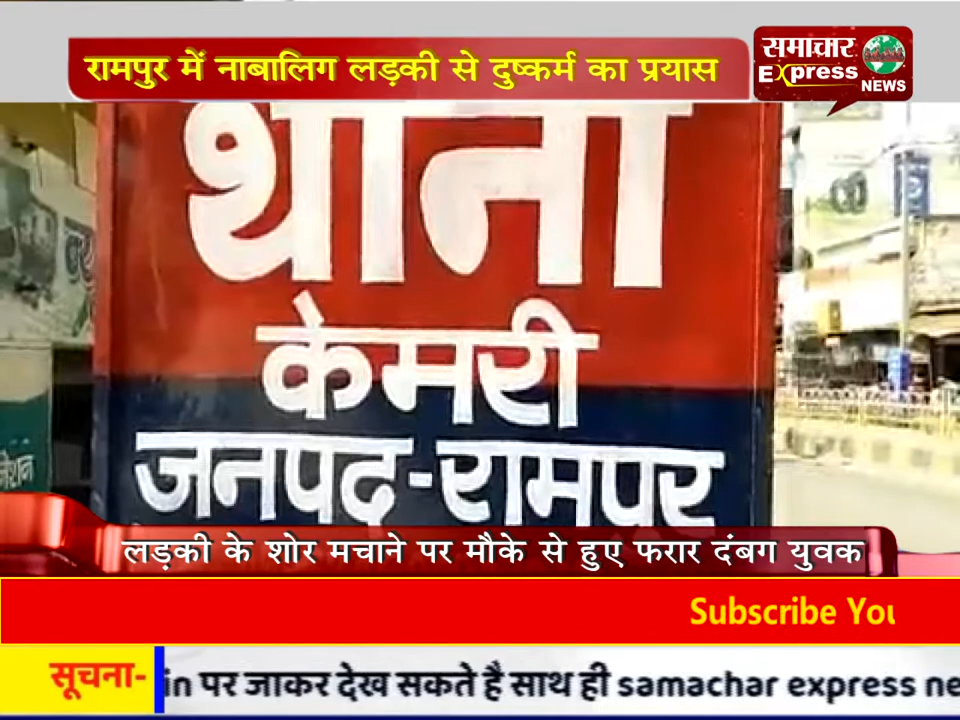 रामपुर में नाबालिग लड़की से दुष्कर्म का प्रयास
समाचार
Express
NEWS
थाना
केमरी
जनपद-रामपुर
लड़की के शोर मचाने पर मौके से हुए फरार दंबग युवक
Subscribe You
सूचना- in पर जाकर देख सकते है साथ ही samachar express ne